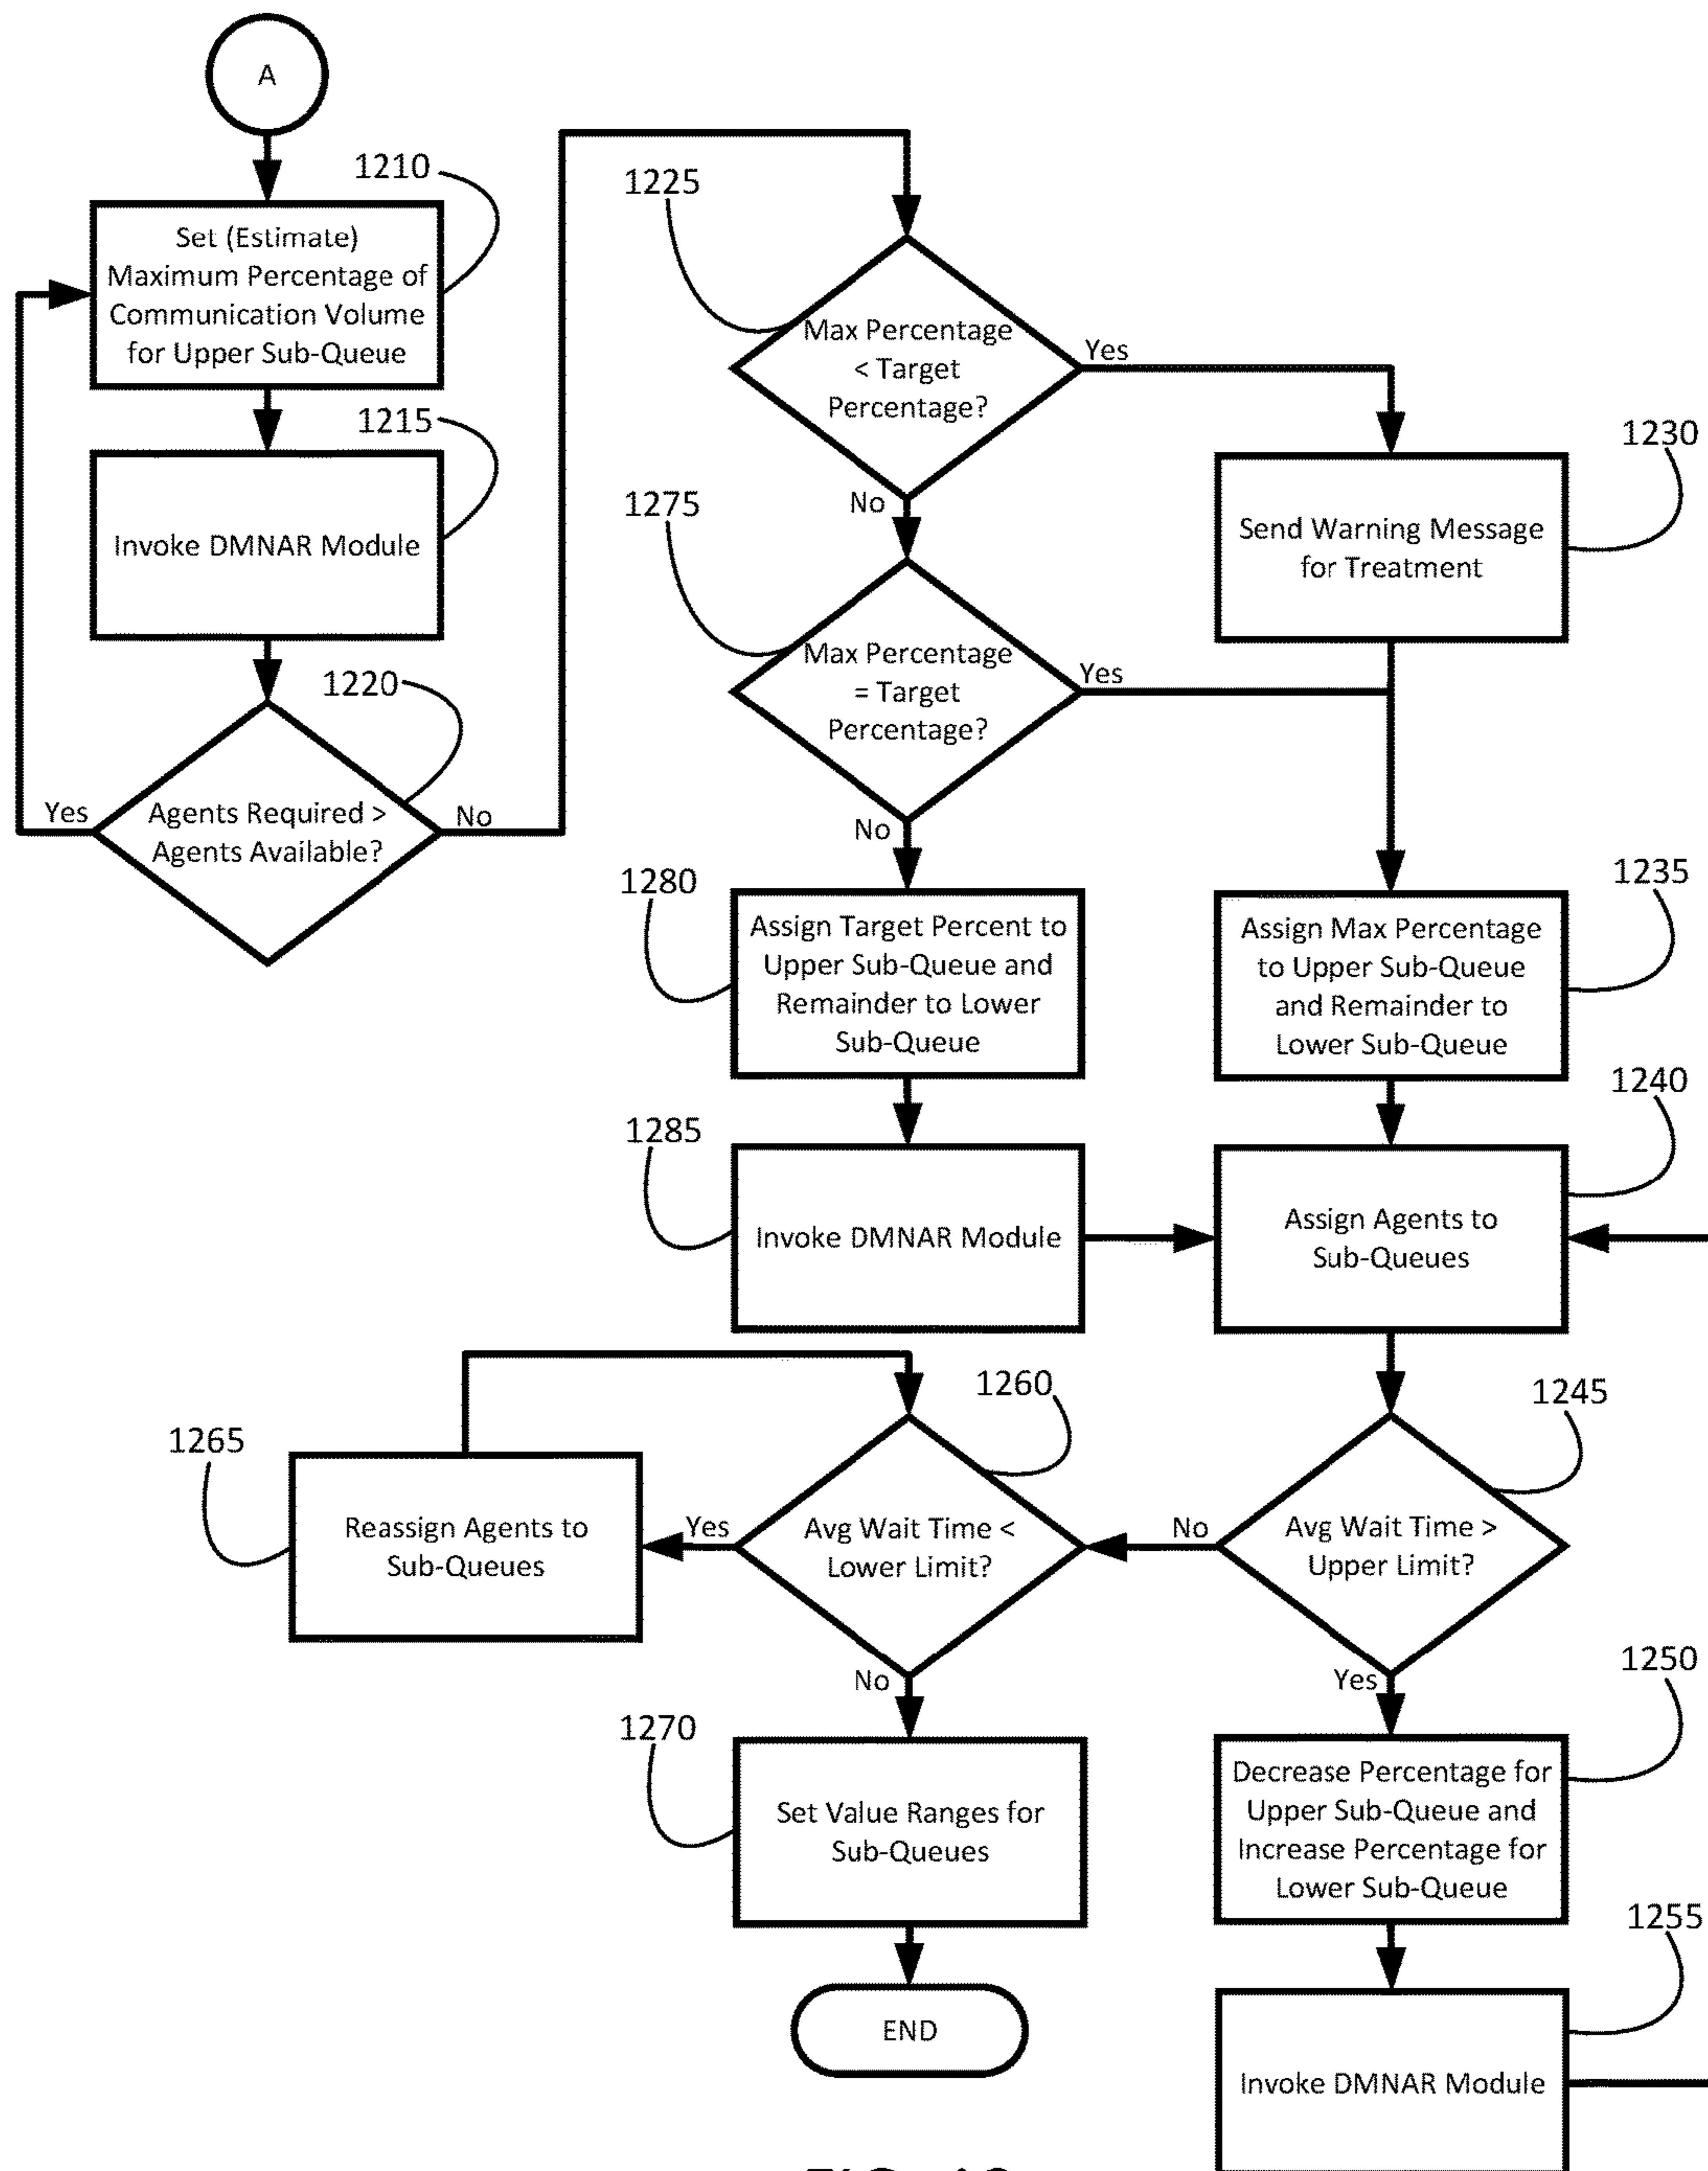 A
1210
Set (Estimate)
Maximum Percentage of
Communication Volume
for Upper Sub-Queue
1215
Invoke DMNAR Module
1220
Agents Required >
Agents Available?
Yes
No
1225
Max Percentage
< Target
Percentage?
Yes
No
1230
Send Warning Message
for Treatment
1275
Max Percentage
= Target
Percentage?
Yes
No
1280
Assign Target Percent to
Upper Sub-Queue and
Remainder to Lower
Sub-Queue
1235
Assign Max Percentage
to Upper Sub-Queue
and Remainder to
Lower Sub-Queue
1285
Invoke DMNAR Module
1240
Assign Agents to
Sub-Queues
1245
Avg Wait Time >
Upper Limit?
No
Yes
1260
Avg Wait Time <
Lower Limit?
Yes
No
1265
Reassign Agents to
Sub-Queues
1270
Set Value Ranges for
Sub-Queues
END
1250
Decrease Percentage for
Upper Sub-Queue and
Increase Percentage for
Lower Sub-Queue
1255
Invoke DMNAR Module